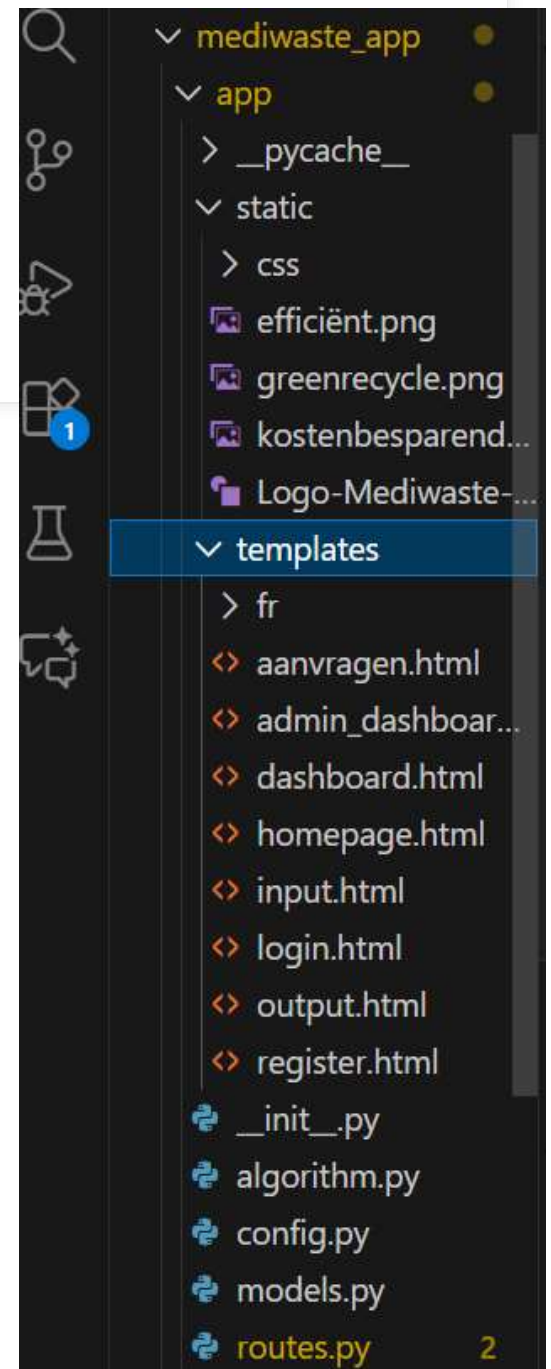 mediwaste_app
app
__pycache__
static
css
efficiënt.png
greenrecycle.png
kostenbesparend...
1
Logo-Mediwaste-...
templates
fr
aanvragen.html
admin_dashboar...
dashboard.html
homepage.html
input.html
login.html
output.html
register.html
__init__.py
algorithm.py
config.py
models.py
routes.py 2